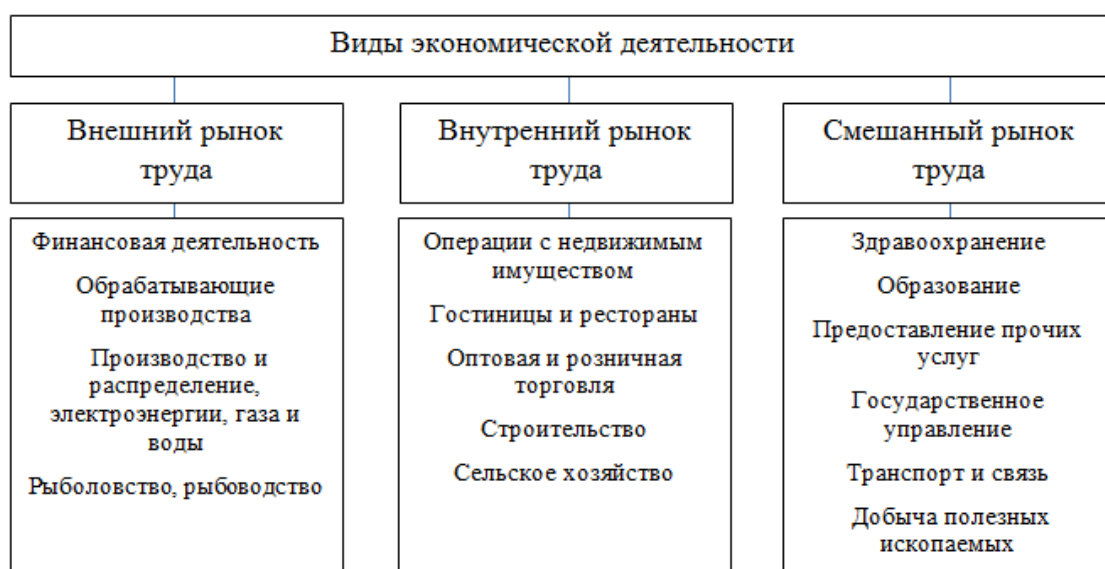 Виды экономической деятельности
Внешний рынок
труда
Внутренний рынок
труда
Смешанный рынок
труда
Финансовая деятельность
Обрабатывающие
производства
Производство и
распределение,
электроэнергии, газа и
воды
Рыболовство, рыбоводство
Операции с недвижимым
имуществом
Гостиницы и рестораны
Оптовая и розничная
торговля
Строительство
Сельское хозяйство
Здравоохранение
Образование
Предоставление прочих
услуг
Государственное
управление
Транспорт и связь
Добыча полезных
ископаемых